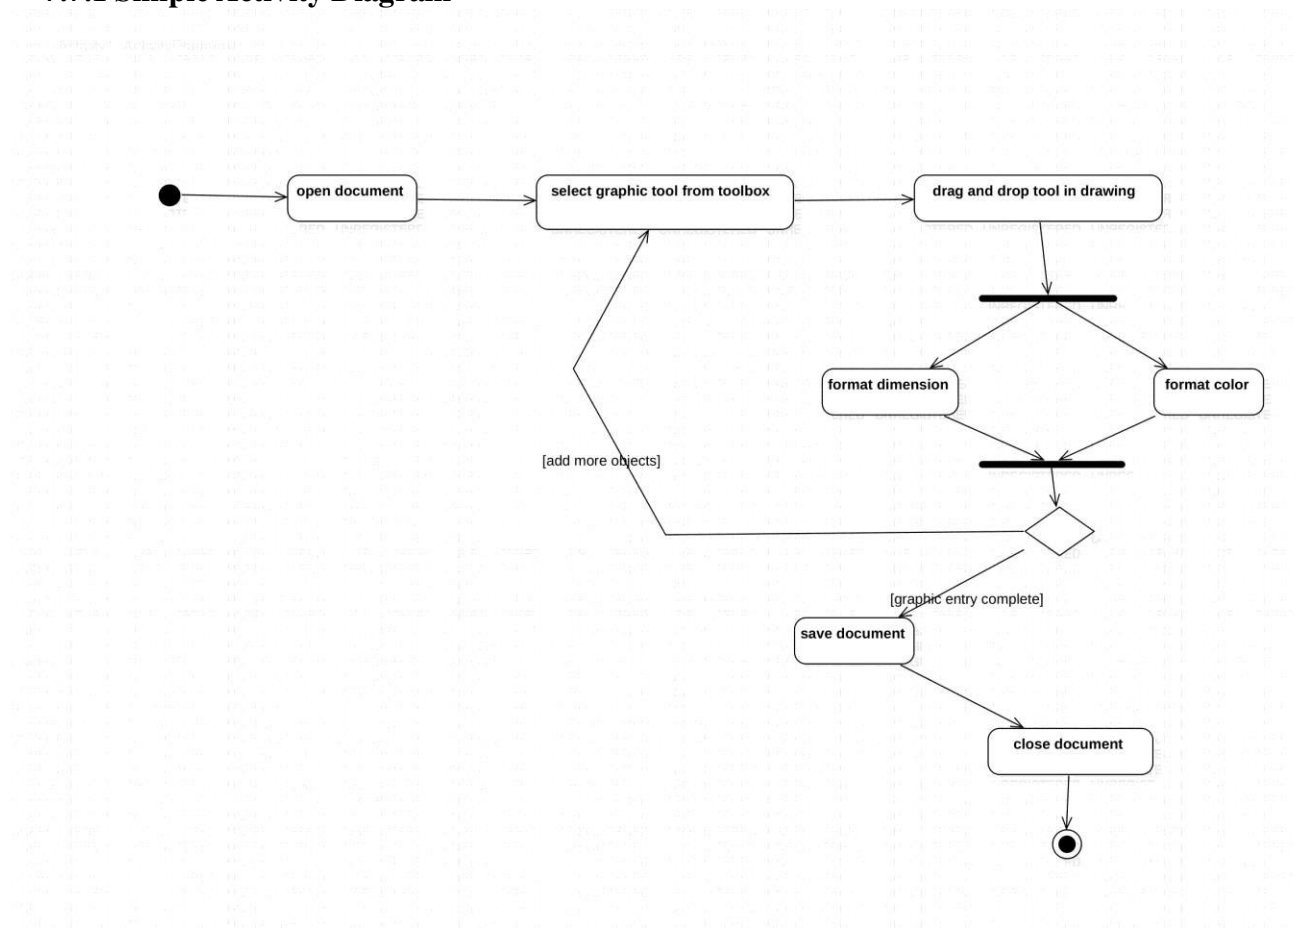 Simple Activity Diagram
open document
select graphic tool from toolbox
drag and drop tool in drawing
format dimension
format color
[add more objects]
[graphic entry complete]
save document
close document